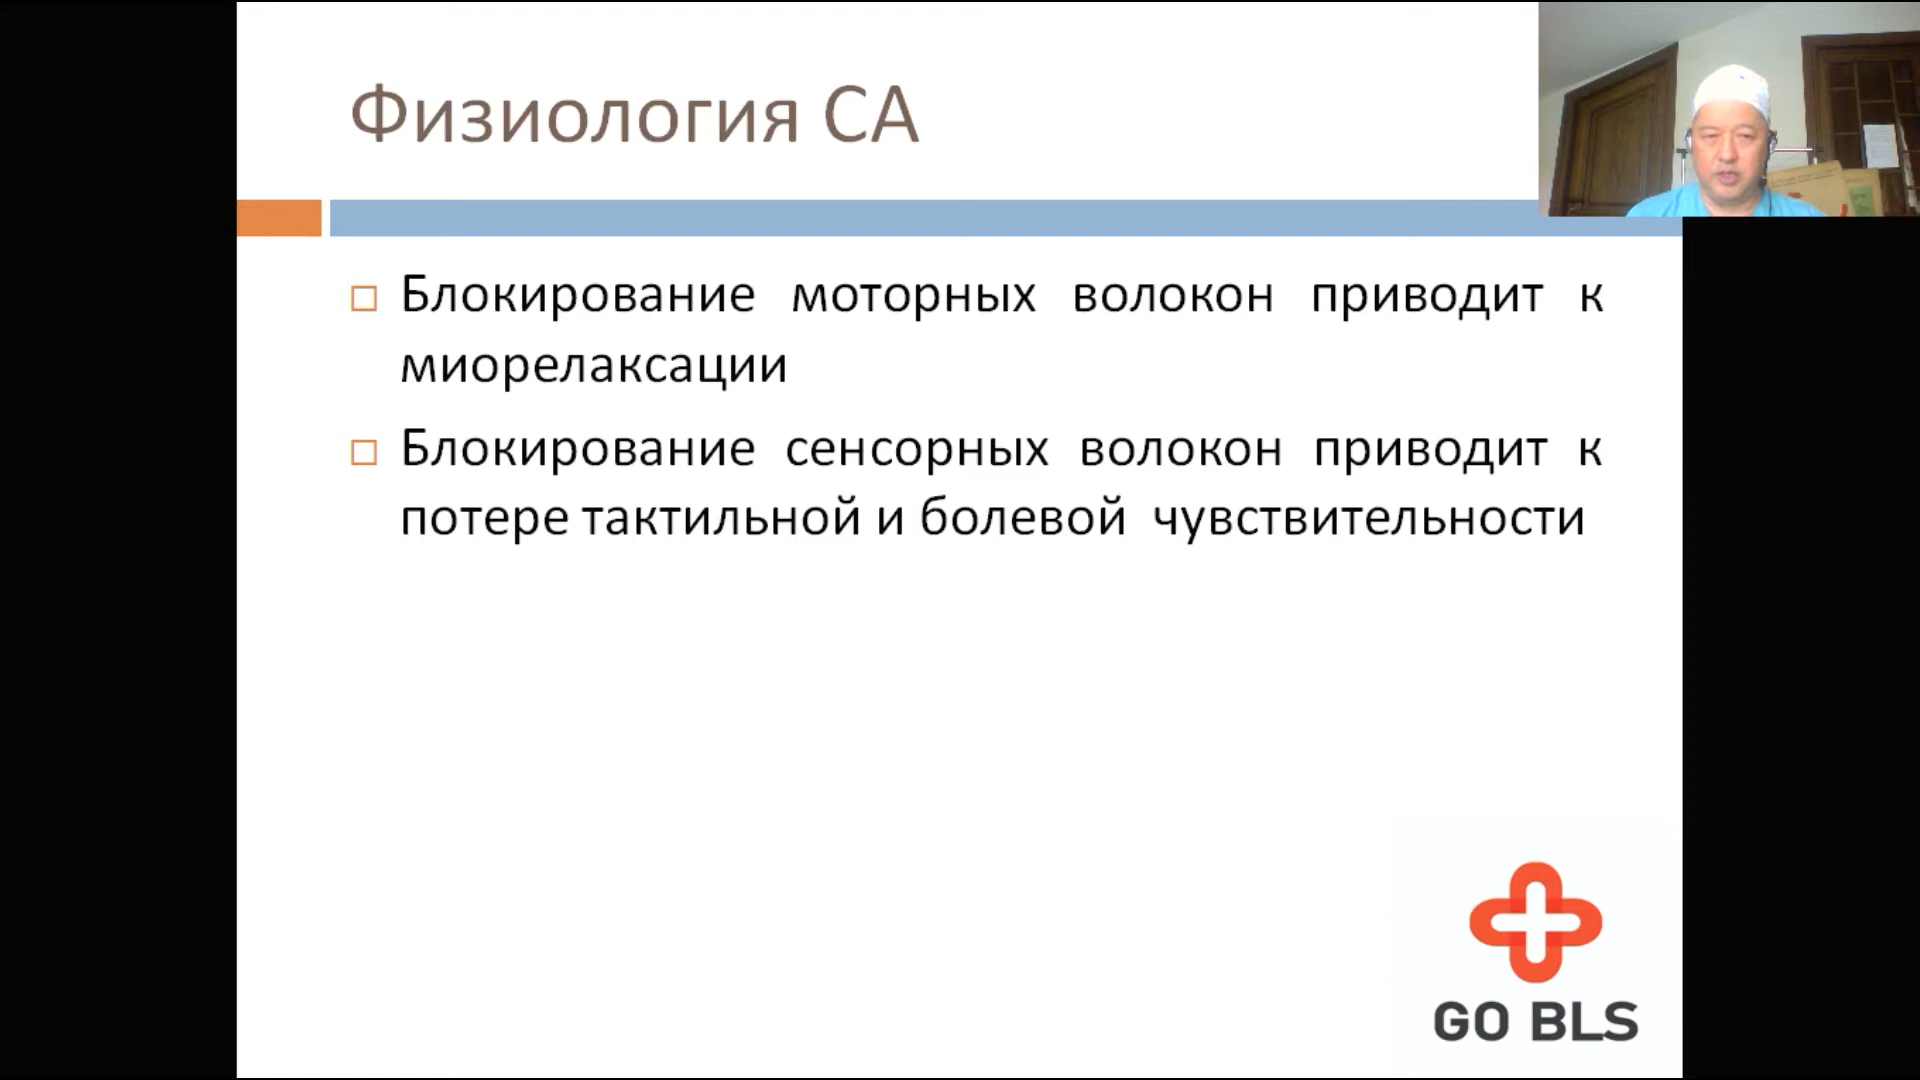 Физиология СА
Блокирование моторных волокон приводит к
миорелаксации
Блокирование сенсорных волокон приводит к
потере тактильной и болевой чувствительности
GO BLS